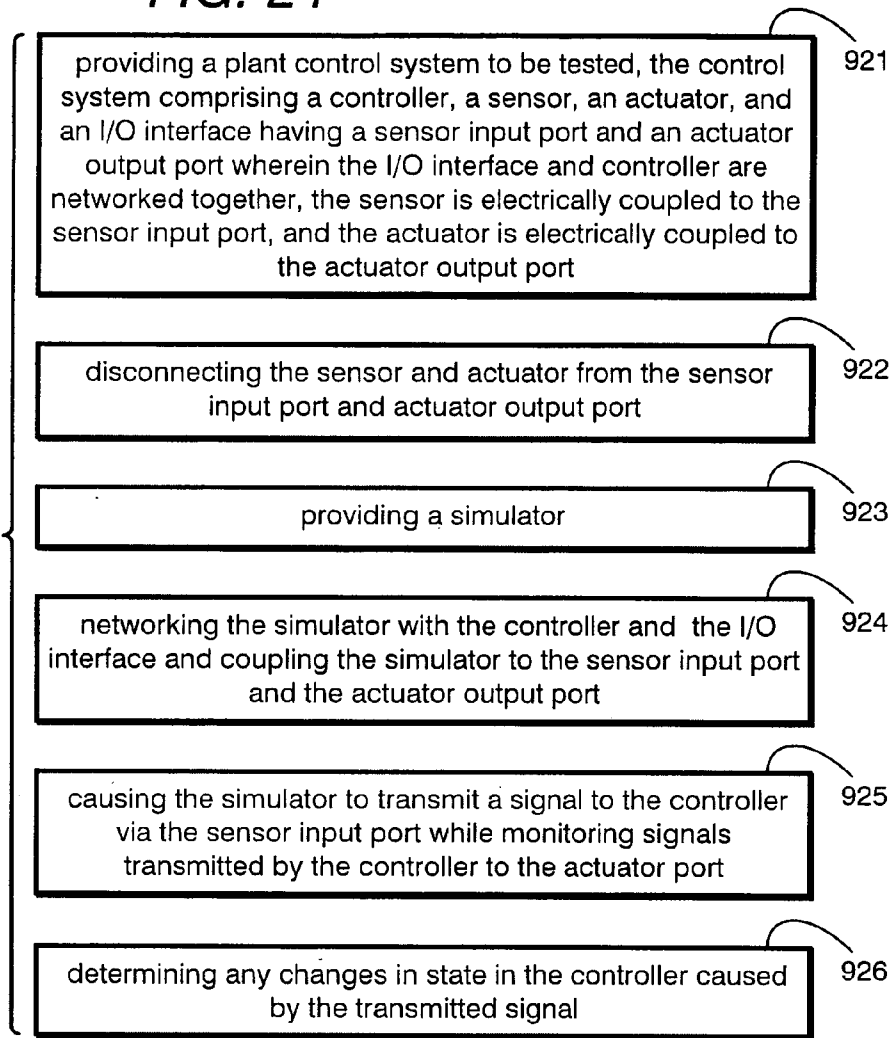 921
providing a plant control system to be tested, the control
system comprising a controller, a sensor, an actuator, and
an I/O interface having a sensor input port and an actuator
output port wherein the I/O interface and controller are
networked together, the sensor is electrically coupled to the
sensor input port, and the actuator is electrically coupled to
the actuator output port
922
disconnecting the sensor and actuator from the sensor
input port and actuator output port
923
providing a simulator
924
networking the simulator with the controller and the I/O
interface and coupling the simulator to the sensor input port
and the actuator output port
925
causing the simulator to transmit a signal to the controller
via the sensor input port while monitoring signals
transmitted by the controller to the actuator port
926
determining any changes in state in the controller caused
by the transmitted signal